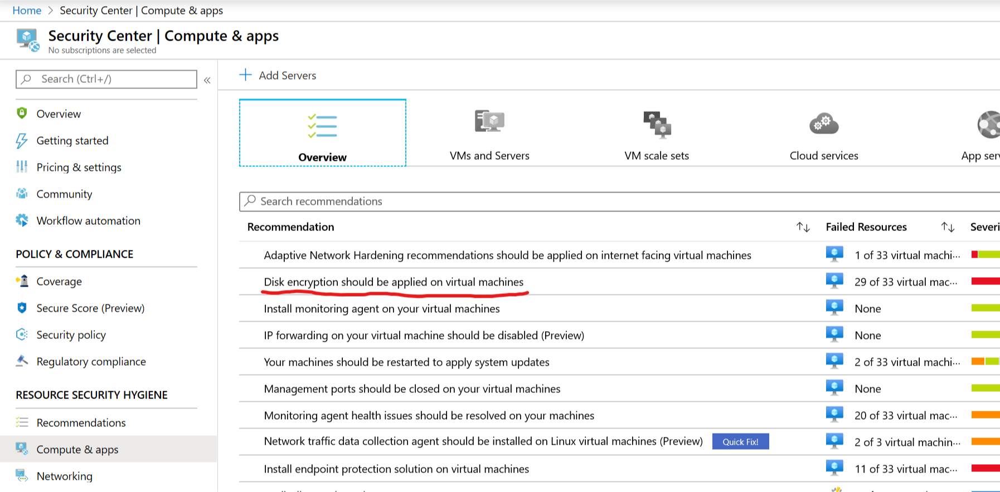 Home > Security Center | Compute & apps
Security Center | Compute & apps
No subscriptions are selected
Search (Ctrl+/)
«
Overview
Getting started
Pricing & settings
Community
Workflow automation
POLICY & COMPLIANCE
Coverage
Secure Score (Preview)
Security policy
Regulatory compliance
RESOURCE SECURITY HYGIENE
Recommendations
Compute & apps
Networking
+ Add Servers
Overview
VMs and Servers
VM scale sets
Cloud services
App serv
Search recommendations
Recommendation ↑↓ Failed Resources ↑↓ Severi
Adaptive Network Hardening recommendations should be applied on internet facing virtual machines 1 of 33 virtual machi···
Disk encryption should be applied on virtual machines 29 of 33 virtual mac···
Install monitoring agent on your virtual machines None
IP forwarding on your virtual machine should be disabled (Preview) None
Your machines should be restarted to apply system updates 2 of 33 virtual machi···
Management ports should be closed on your virtual machines None
Monitoring agent health issues should be resolved on your machines 20 of 33 virtual mac···
Network traffic data collection agent should be installed on Linux virtual machines (Preview) Quick Fix! 2 of 3 virtual machin···
Install endpoint protection solution on virtual machines 11 of 33 virtual mac···